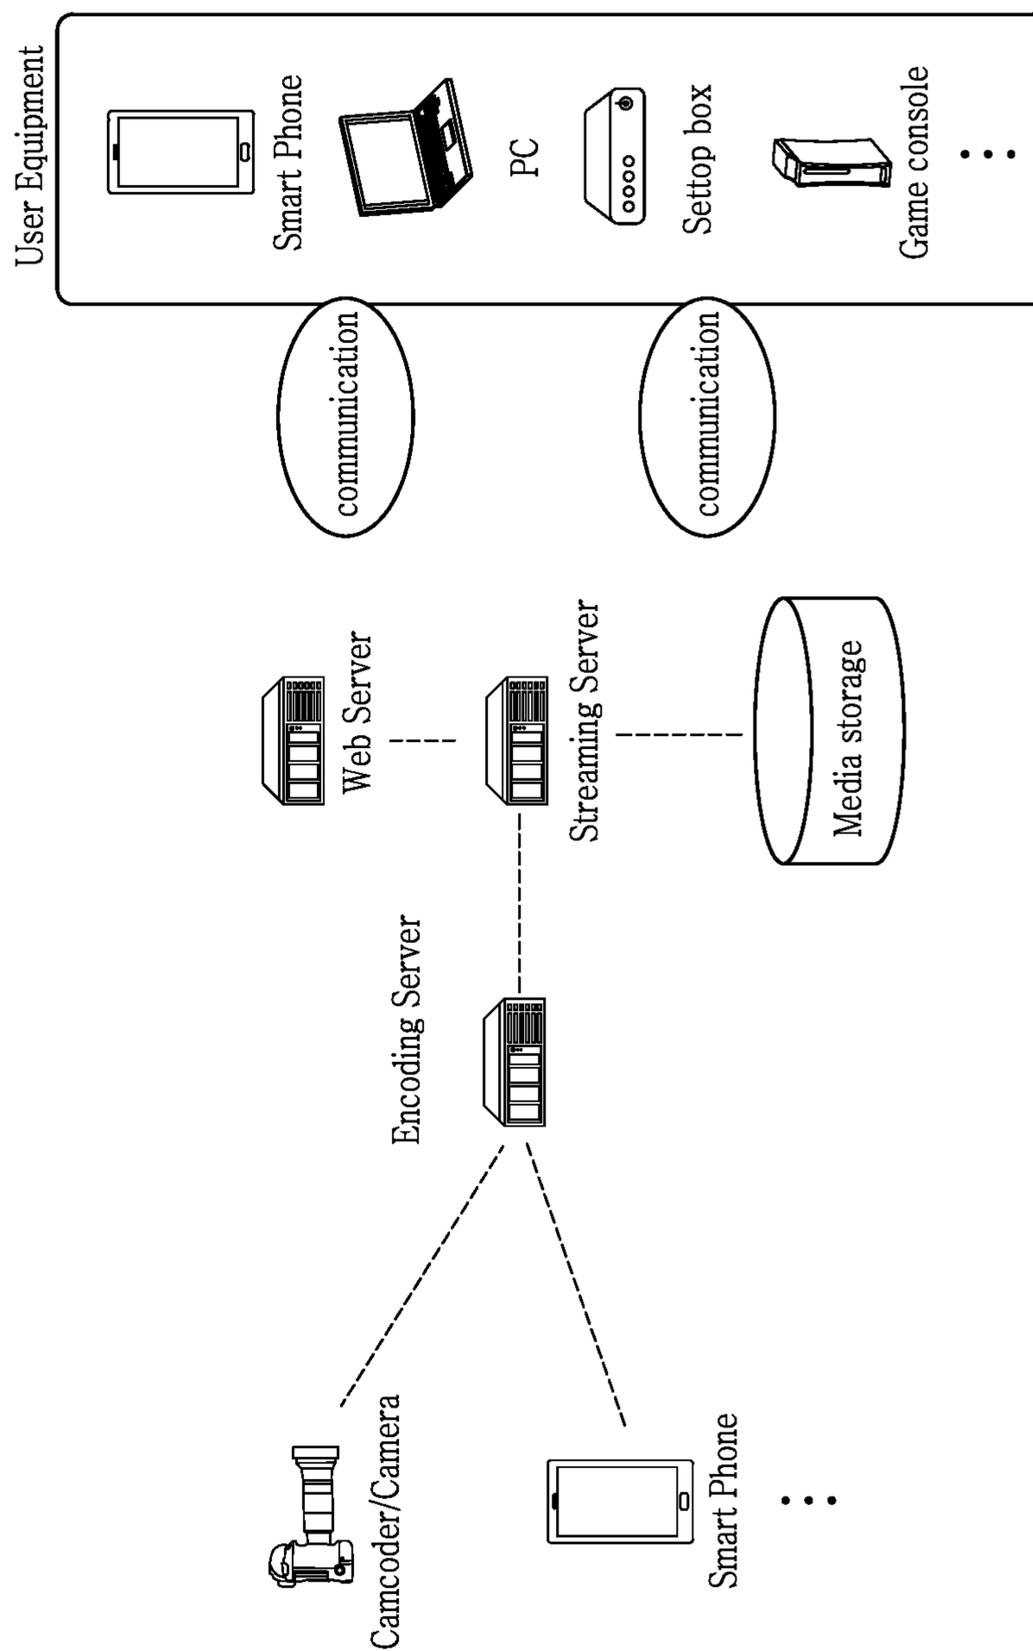 Camcoder/Camera
Smart Phone
Encoding Server
Web Server
Streaming Server
Media storage
communication
communication
User Equipment
Smart Phone
PC
Settop box
Game console